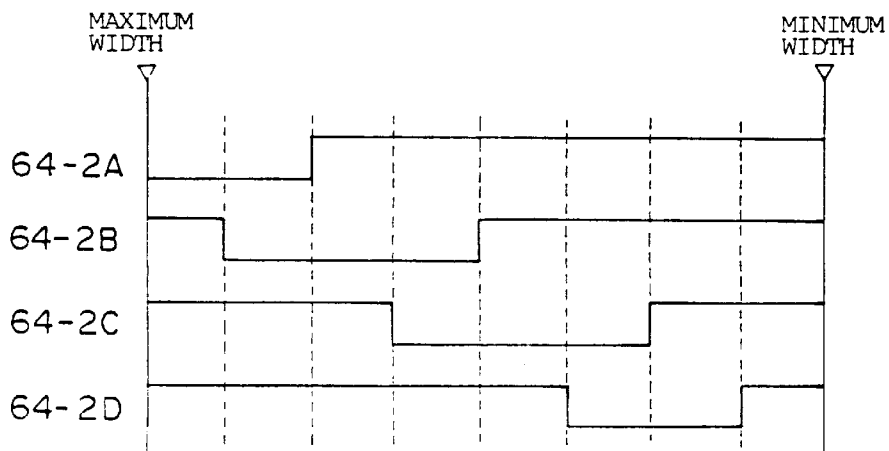 MAXIMUM
WIDTH
MINIMUM
WIDTH
64-2A
64-2B
64-2C
64-2D